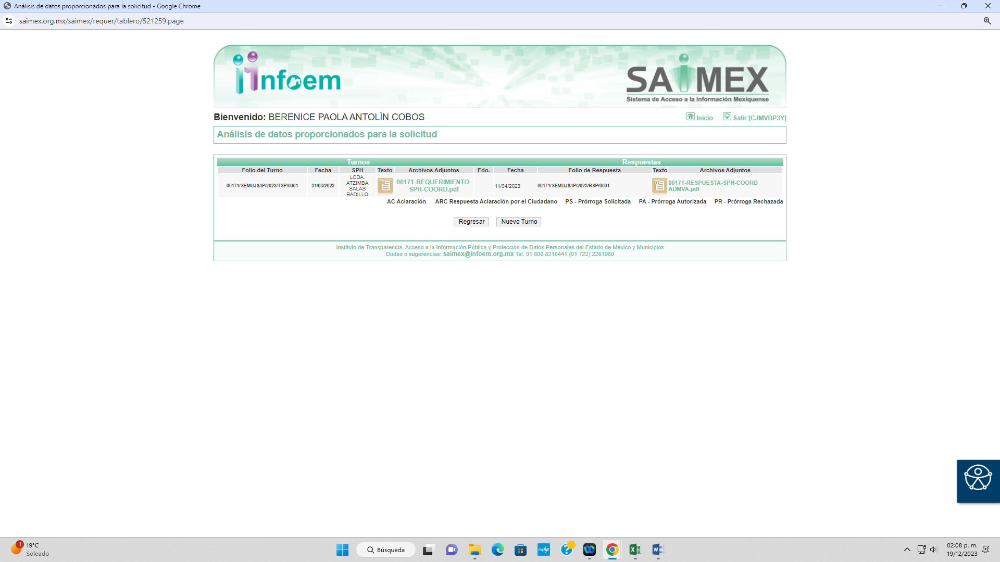 Análisis de datos proporcionados para la solicitud - Google Chrome
saimex.org.mx/saimex/requer/tablero/521259.page
infoem
SAIMEX
Sistema de Acceso a la Información Mexiquense
Bienvenido: BERENICE PAOLA ANTOLÍN COBOS
Inicio
Salir [CJMVBP3Y]
Análisis de datos proporcionados para la solicitud
Turnos
Respuestas
Folio del Turno
Fecha
SPH
Texto
Archivos Adjuntos
Edo.
Fecha
Folio de Respuesta
Texto
Archivos Adjuntos
00171/SEMUJS/IP/2023/TSP/0001
31/03/2023
LCDA.
ATZIMBA
SALAS
BADILLO
00171-REQUERIMIENTO-
SPH-COORD.pdf
11/04/2023
00171/SEMUJS/IP/2023/RSP/0001
00171-RESPUESTA-SPH-COORD
ADMVA.pdf
AC Aclaración
ARC Respuesta Aclaración por el Ciudadano
PS - Prórroga Solicitada
PA - Prórroga Autorizada
PR - Prórroga Rechazada
Regresar
Nuevo Turno
Instituto de Transparencia, Acceso a la Información Pública y Protección de Datos Personales del Estado de México y Municipios
Dudas o sugerencias: saimex@infoem.org.mx Tel. 01 800 8210441 (01 722) 2261980
1
19°C
Soleado
Búsqueda
myhp
02:08 p. m.
19/12/2023